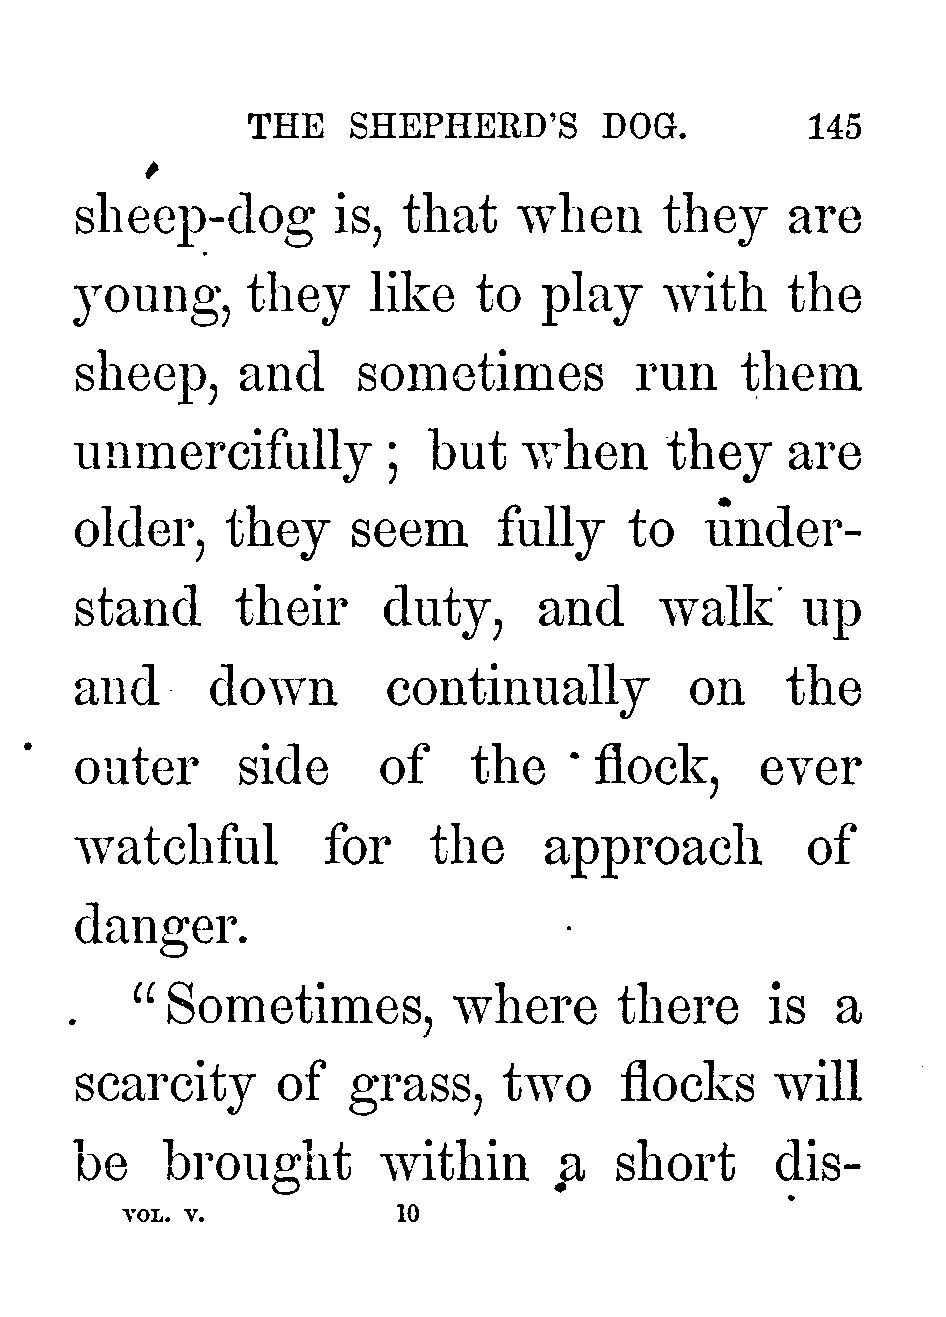 THE SHEPHERD'S DOG. 145
sheep-dog is, that when they are
young, they like to play with the
sheep, and sometimes run them
unmercifully ; but when they are
older, they seem fully to under-
stand their duty, and walk up
and down continually on the
outer side of the flock, ever
watchful for the approach of
danger.
"Sometimes, where there is a
scarcity of grass, two flocks will
be brought within a short dis-
VOL. V. 10